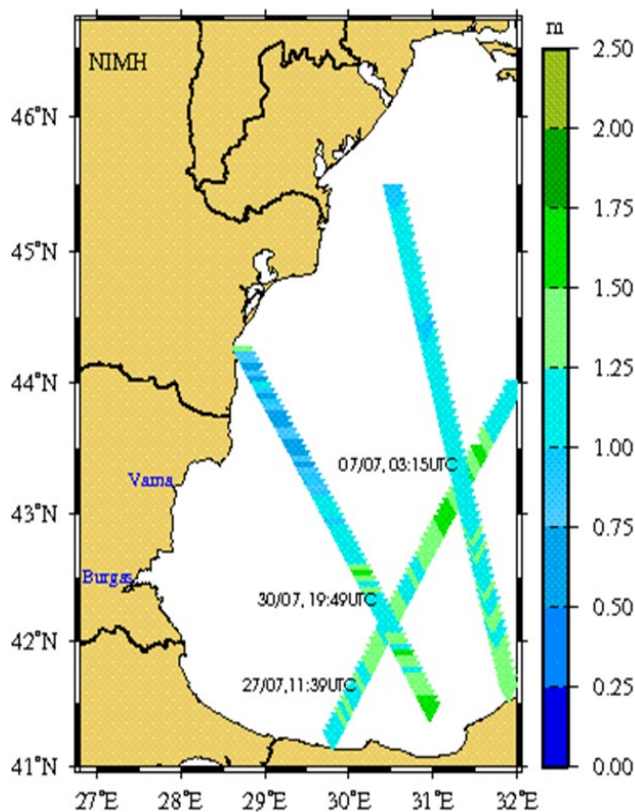 m
NIMH
2.50
46°N
2.00
1.75
45°N
1.50
1.25
44°N
07/07, 03:15UTC
1.00
Varna
43°N
0.75
Burgas
30/07, 19:49UTC
0.50
42°N
27/07,11:39UTC
0.25
41°N
0.00
27°E 28°E 29°E 30°E 31°E 32°E